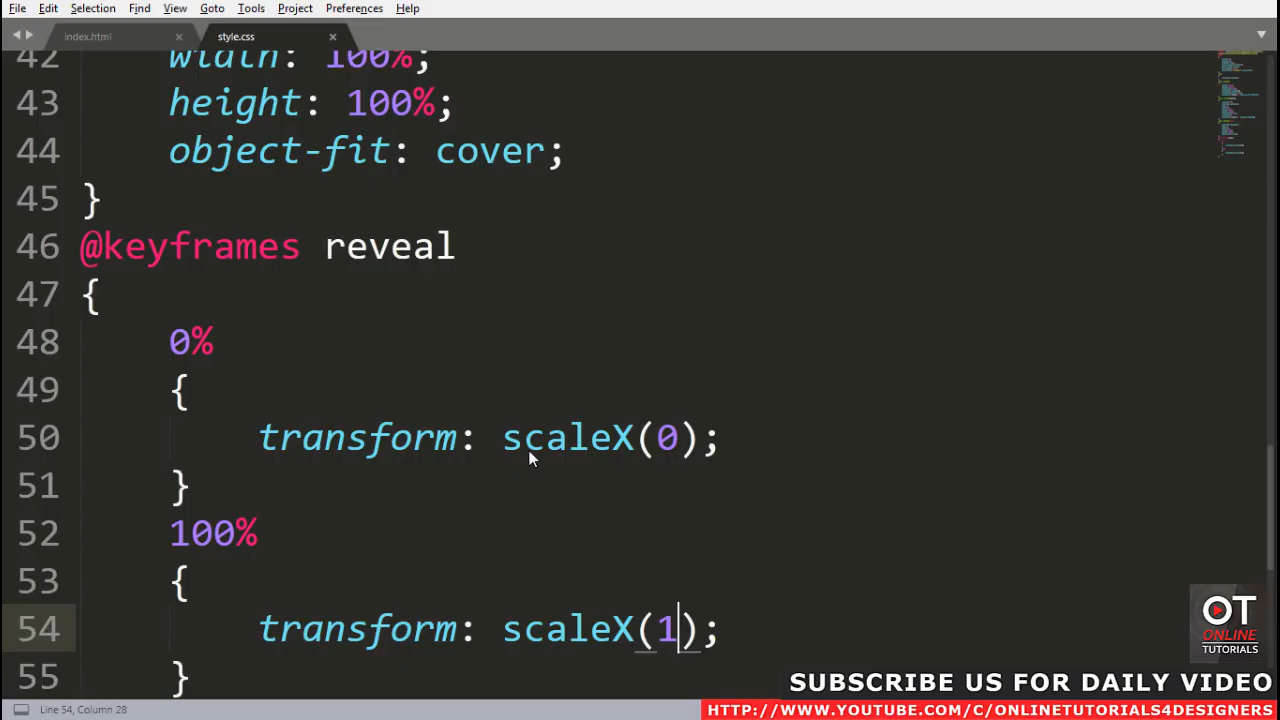 File Edit Selection Find View Goto Tools Project Preferences Help
index.html × style.css ×
42 width: 100%;
43 height: 100%;
44 object-fit: cover;
45 }
46 @keyframes reveal
47 {
48 0%
49 {
50 transform: scaleX(0);
51 }
52 100%
53 {
54 transform: scaleX(1);
55 }
OT
ONLINE
TUTORIALS
SUBSCRIBE US FOR DAILY VIDEO
Line 54, Column 28
HTTP://WWW.YOUTUBE.COM/C/ONLINETUTORIALS4DESIGNERS